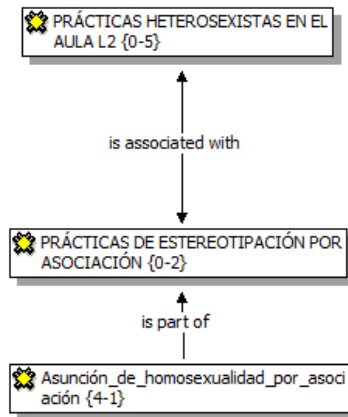 PRÁCTICAS HETEROSEXISTAS EN EL
AULA L2 {0-5}
is associated with
PRÁCTICAS DE ESTEREOTIPACIÓN POR
ASOCIACIÓN {0-2}
is part of
Asunción_de_homosexualidad_por_asoci
ación {4-1}